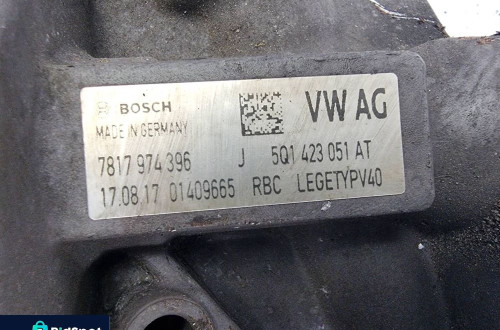 BOSCH
VW AG
MADE IN GERMANY
7817 974 396 J 5Q1 423 051 AT
17.08.17 01409665 RBC LEGETYPV40
BidSpot